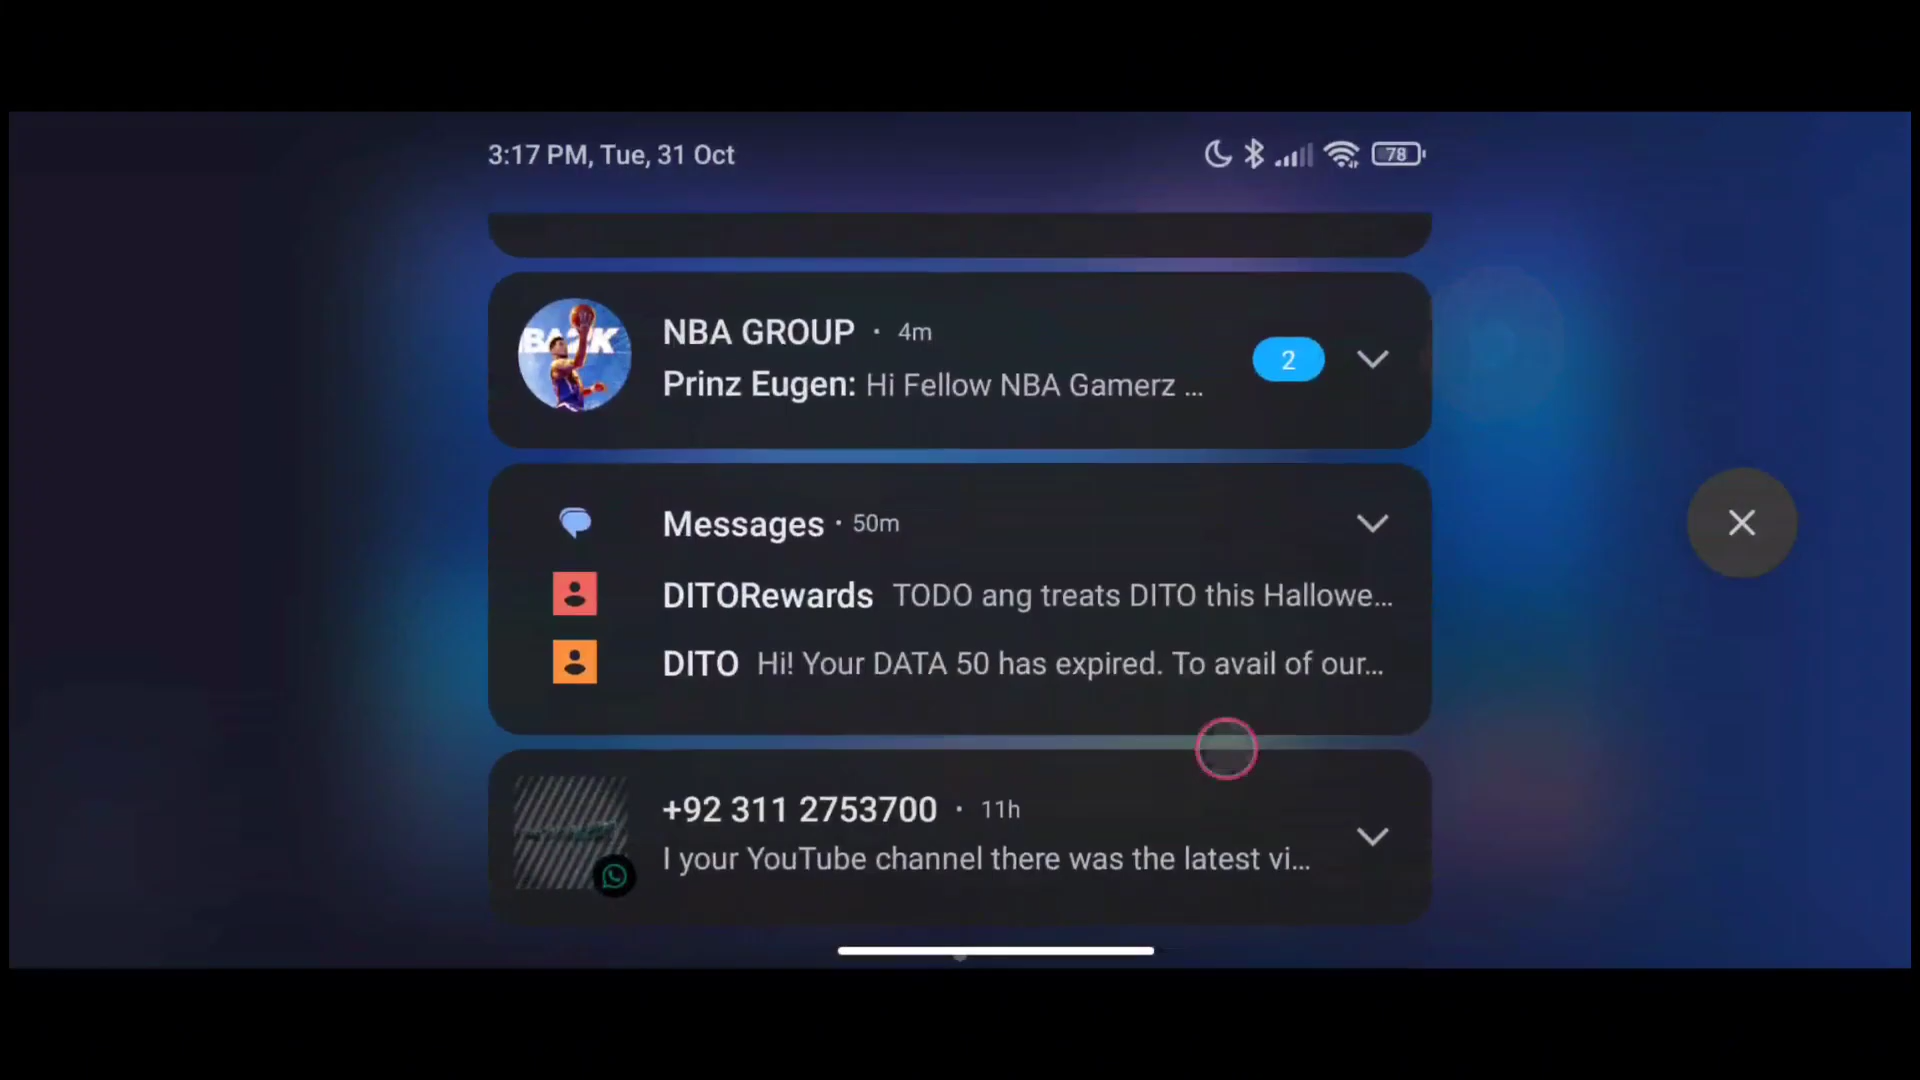 3:17 PM, Tue, 31 Oct
78
NBA GROUP • 4m
2
Prinz Eugen: Hi Fellow NBA Gamerz ...
Messages • 50m
DITORewards TODO ang treats DITO this Hallowe...
DITO Hi! Your DATA 50 has expired. To avail of our...
+92 311 2753700 • 11h
I your YouTube channel there was the latest vi...